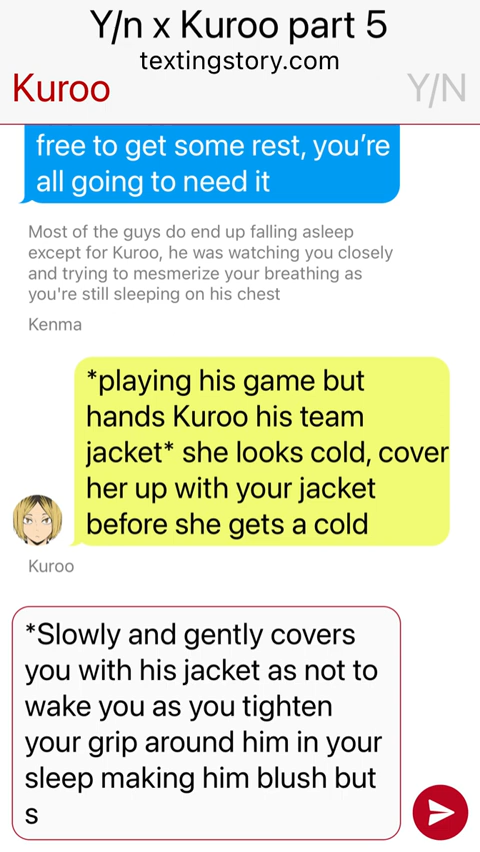 Y/n x Kuroo part 5
textingstory.com
Kuroo
Y/N
free to get some rest, you’re
all going to need it
Most of the guys do end up falling asleep
except for Kuroo, he was watching you closely
and trying to mesmerize your breathing as
you're still sleeping on his chest
Kenma
*playing his game but
hands Kuroo his team
jacket* she looks cold, cover
her up with your jacket
before she gets a cold
Kuroo
*Slowly and gently covers
you with his jacket as not to
wake you as you tighten
your grip around him in your
sleep making him blush but
s